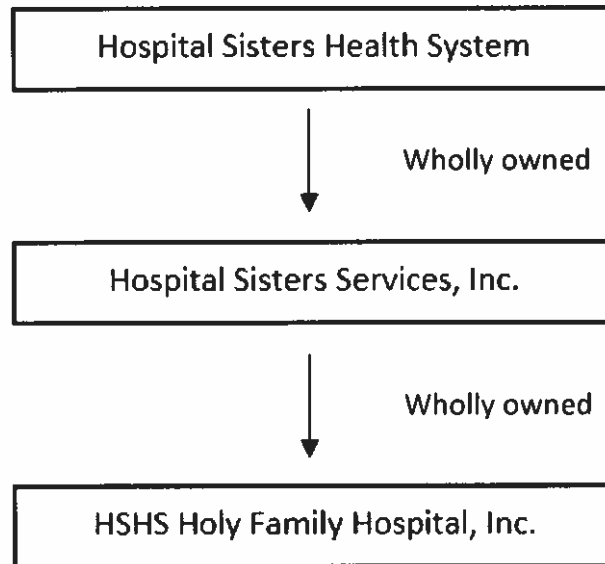 Hospital Sisters Health System
Wholly owned
Hospital Sisters Services, Inc.
Wholly owned
HSHS Holy Family Hospital, Inc.